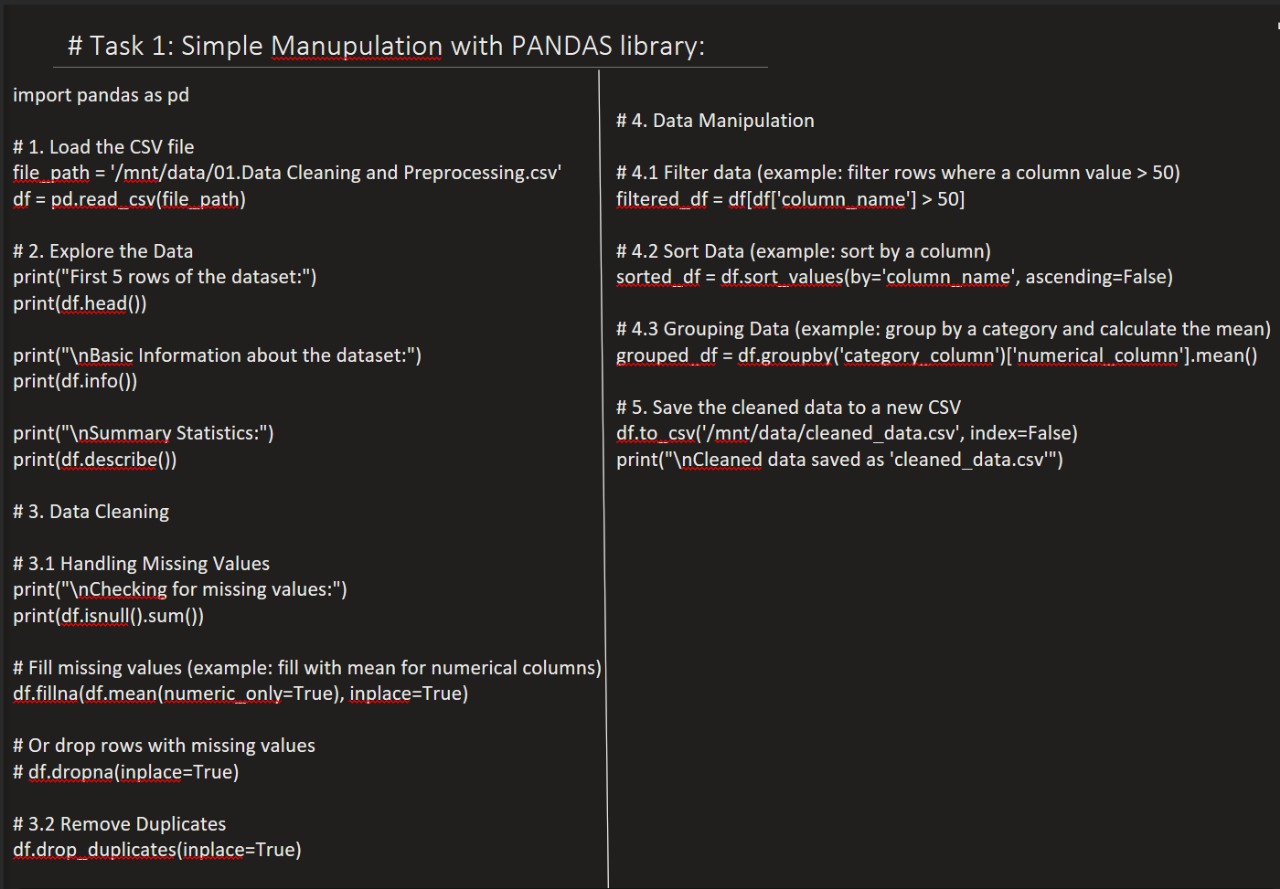 # Task 1: Simple Manupulation with PANDAS library:
import pandas as pd
# 1. Load the CSV file
file_path = '/mnt/data/01.Data Cleaning and Preprocessing.csv'
df = pd.read_csv(file_path)
# 2. Explore the Data
print("First 5 rows of the dataset:")
print(df.head())
print("\nBasic Information about the dataset:")
print(df.info())
print("\nSummary Statistics:")
print(df.describe())
# 3. Data Cleaning
# 3.1 Handling Missing Values
print("\nChecking for missing values:")
print(df.isnull().sum())
# Fill missing values (example: fill with mean for numerical columns)
df.fillna(df.mean(numeric_only=True), inplace=True)
# Or drop rows with missing values
# df.dropna(inplace=True)
# 3.2 Remove Duplicates
df.drop_duplicates(inplace=True)
# 4. Data Manipulation
# 4.1 Filter data (example: filter rows where a column value > 50)
filtered_df = df[df['column_name'] > 50]
# 4.2 Sort Data (example: sort by a column)
sorted_df = df.sort_values(by='column_name', ascending=False)
# 4.3 Grouping Data (example: group by a category and calculate the mean)
grouped_df = df.groupby('category_column')['numerical_column'].mean()
# 5. Save the cleaned data to a new CSV
df.to_csv('/mnt/data/cleaned_data.csv', index=False)
print("\nCleaned data saved as 'cleaned_data.csv'")